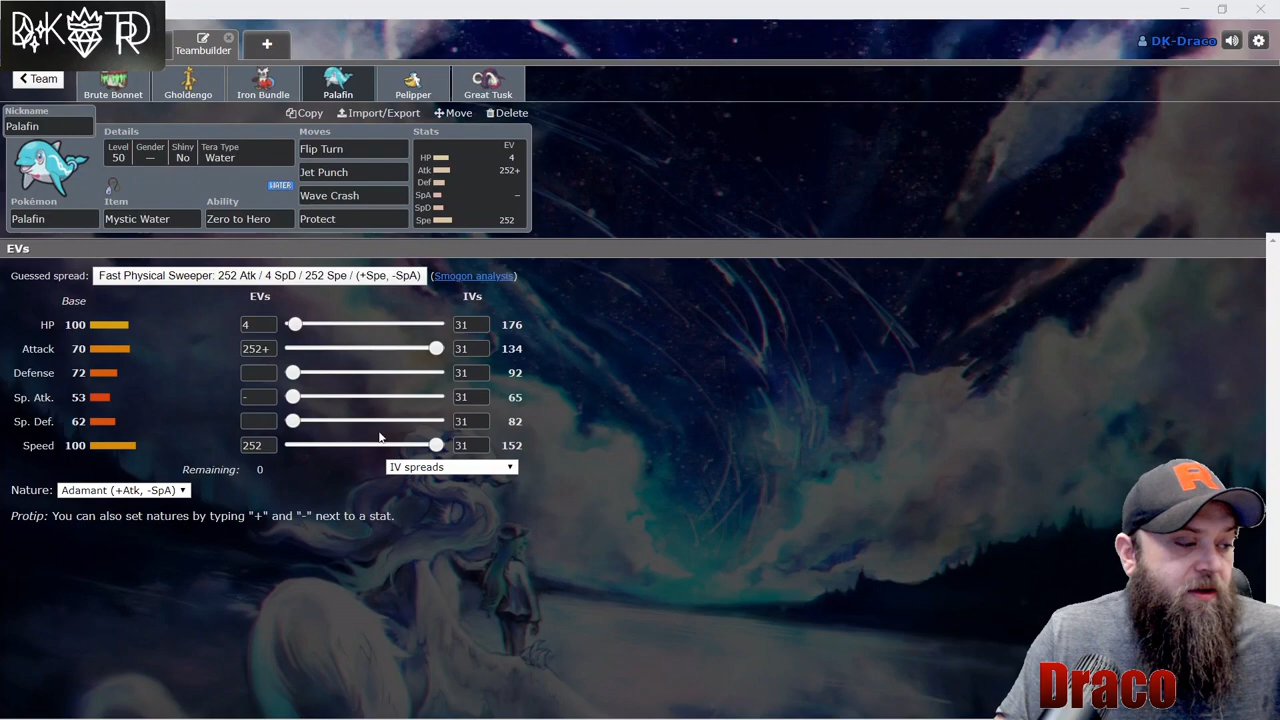 DK TRD
Teambuilder
+
DK-Draco
< Team
Brute Bonnet
Gholdengo
Iron Bundle
Palafin
Pelipper
Great Tusk
Copy
Import/Export
Move
Delete
Nickname
Palafin
Details
Level
Gender
Shiny
Tera Type
50
—
No
Water
WATER
Pokémon
Item
Ability
Palafin
Mystic Water
Zero to Hero
Moves
Flip Turn
Jet Punch
Wave Crash
Protect
Stats
EV
HP 4
Atk 252+
Def
SpA –
SpD
Spe 252
EVs
Guessed spread: Fast Physical Sweeper: 252 Atk / 4 SpD / 252 Spe / (+Spe, -SpA) (Smogon analysis)
Base EVs IVs
HP 100 4 31 176
Attack 70 252+ 31 134
Defense 72 31 92
Sp. Atk. 53 - 31 65
Sp. Def. 62 31 82
Speed 100 252 31 152
Remaining: 0
IV spreads
Nature: Adamant (+Atk, -SpA)
Protip: You can also set natures by typing "+" and "-" next to a stat.
R
Draco